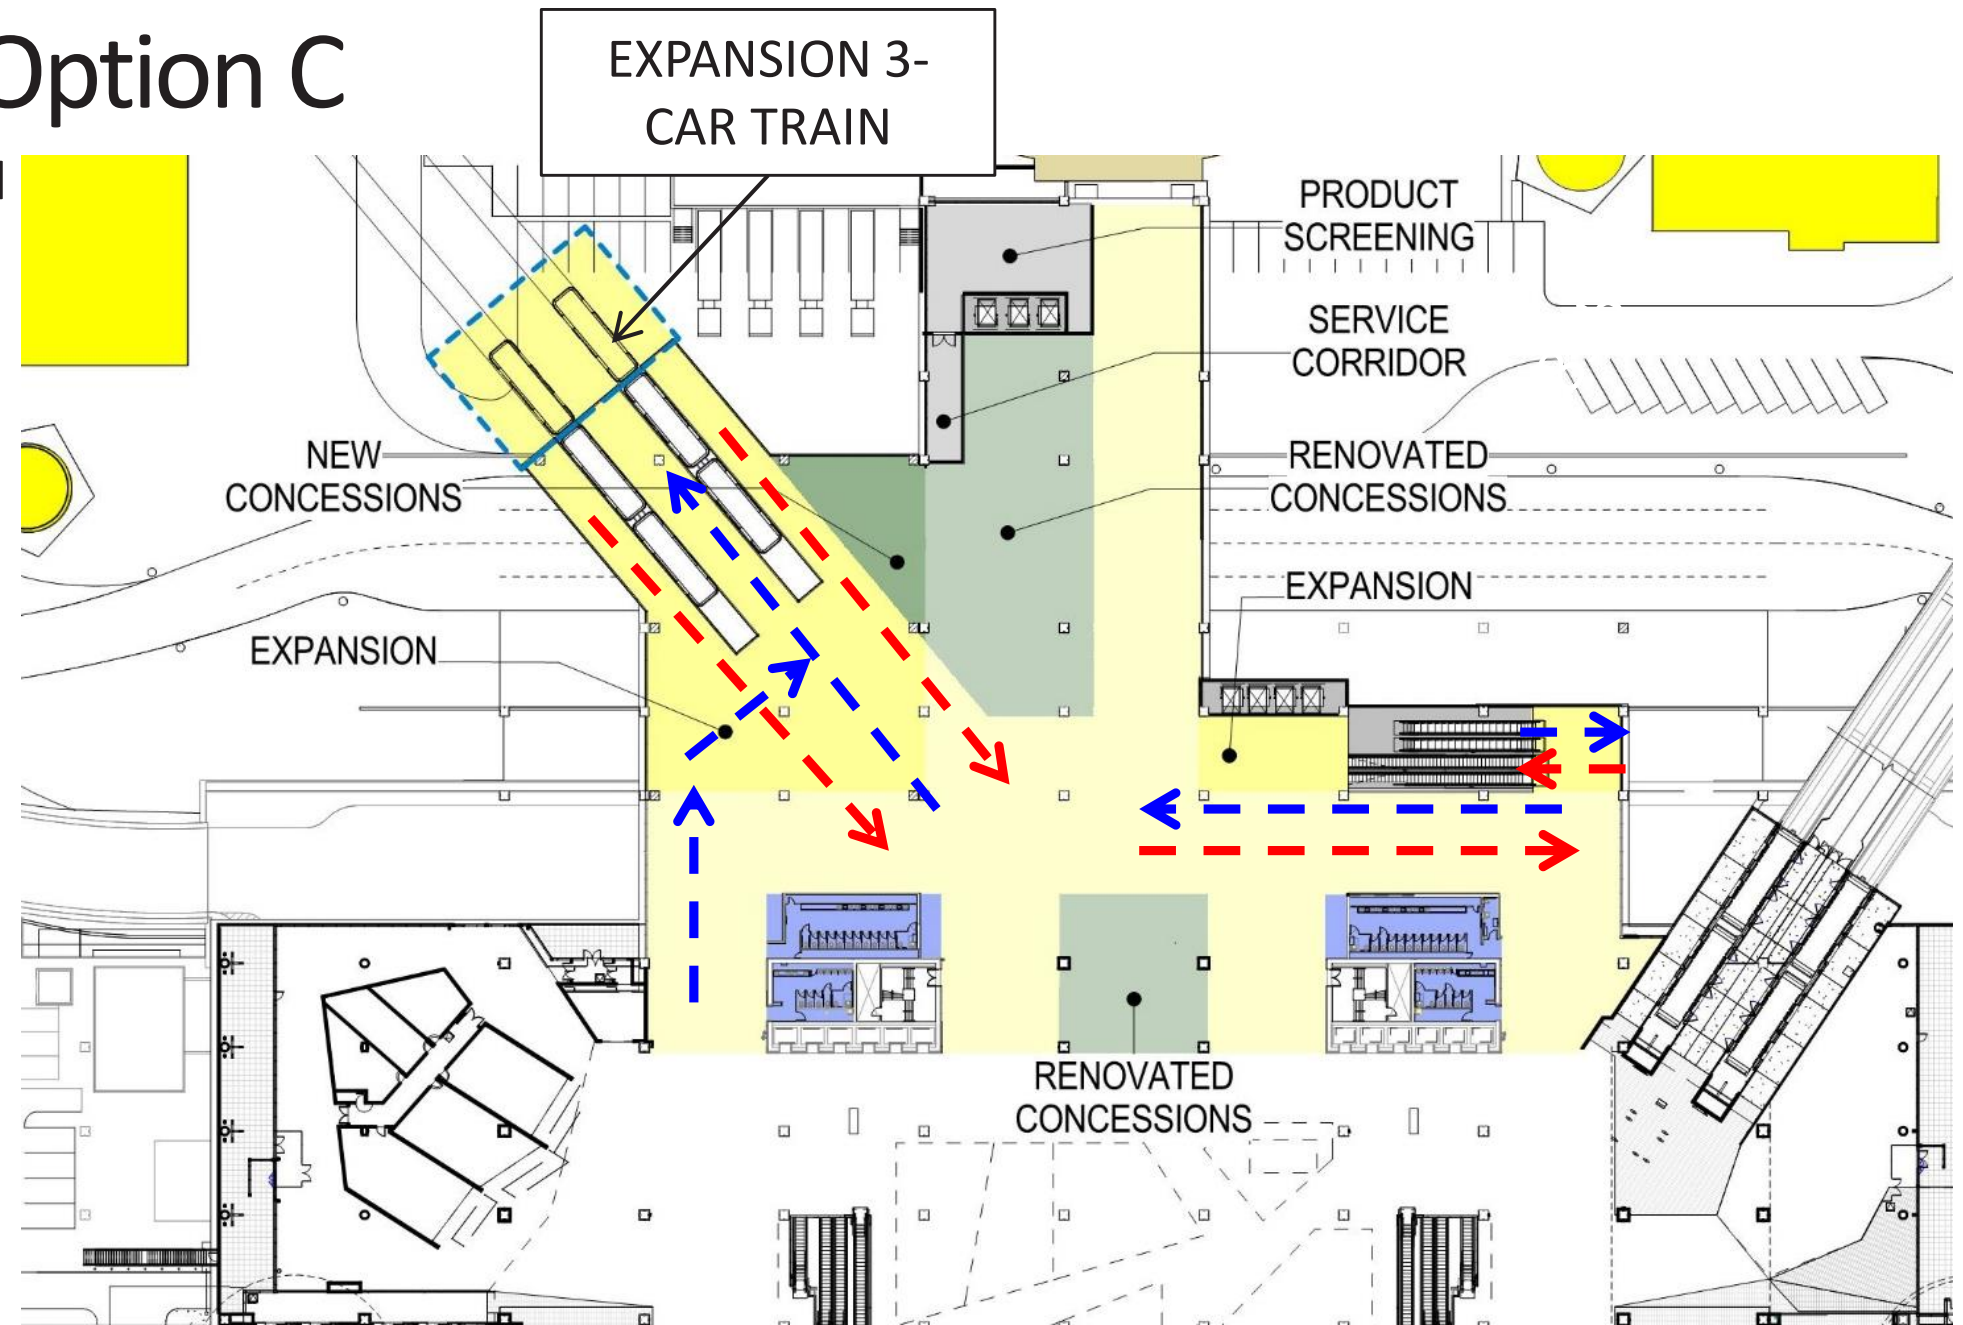 Option C
EXPANSION 3-
CAR TRAIN
PRODUCT
SCREENING
SERVICE
CORRIDOR
NEW
CONCESSIONS
RENOVATED
CONCESSIONS
EXPANSION
EXPANSION
RENOVATED
CONCESSIONS